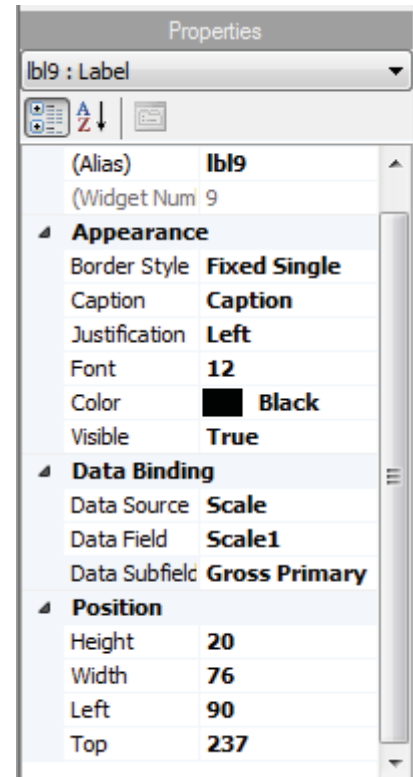 Properties
lbl9 : Label
A
Z
(Alias) lbl9
(Widget Num 9
Appearance
Border Style Fixed Single
Caption Caption
Justification Left
Font 12
Color Black
Visible True
Data Binding
Data Source Scale
Data Field Scale1
Data Subfield Gross Primary
Position
Height 20
Width 76
Left 90
Top 237